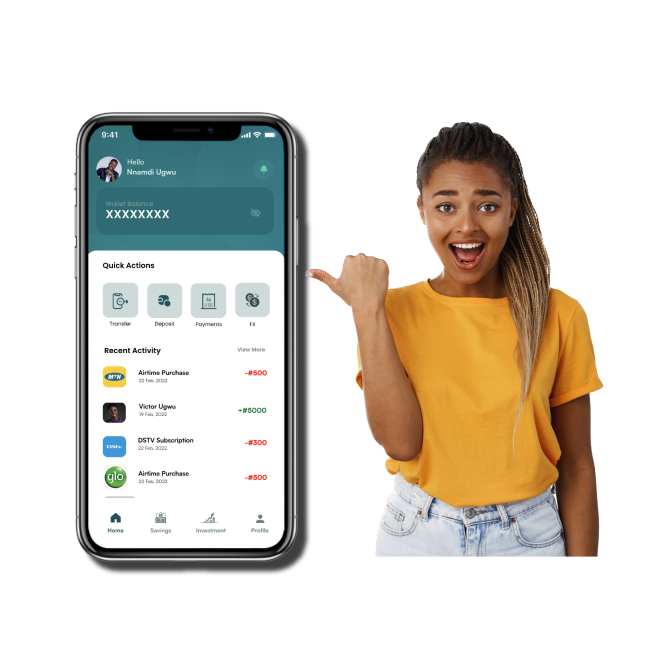 9:41
Hello
Nnamdi Ugwu
Wallet Balance
XXXXXXXX
Quick Actions
Transfer
Deposit
Payments
FX
Recent Activity
View More
MTN
Airtime Purchase
22 Feb, 2022
-#500
Victor Ugwu
19 Feb, 2022
+#5000
DStv
DSTV Subscription
22 Feb, 2022
-#300
glo
Airtime Purchase
22 Feb, 2022
-#500
Home
Savings
Investment
Profile